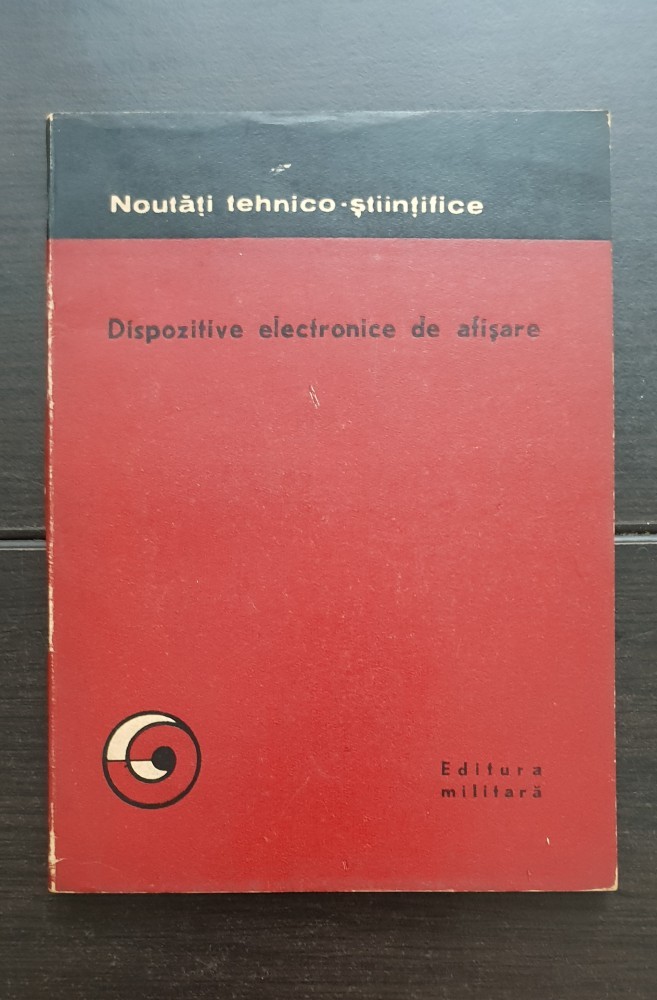 Noutăți tehnico-științifice
Dispozitive electronice de afișare
Editura
militară